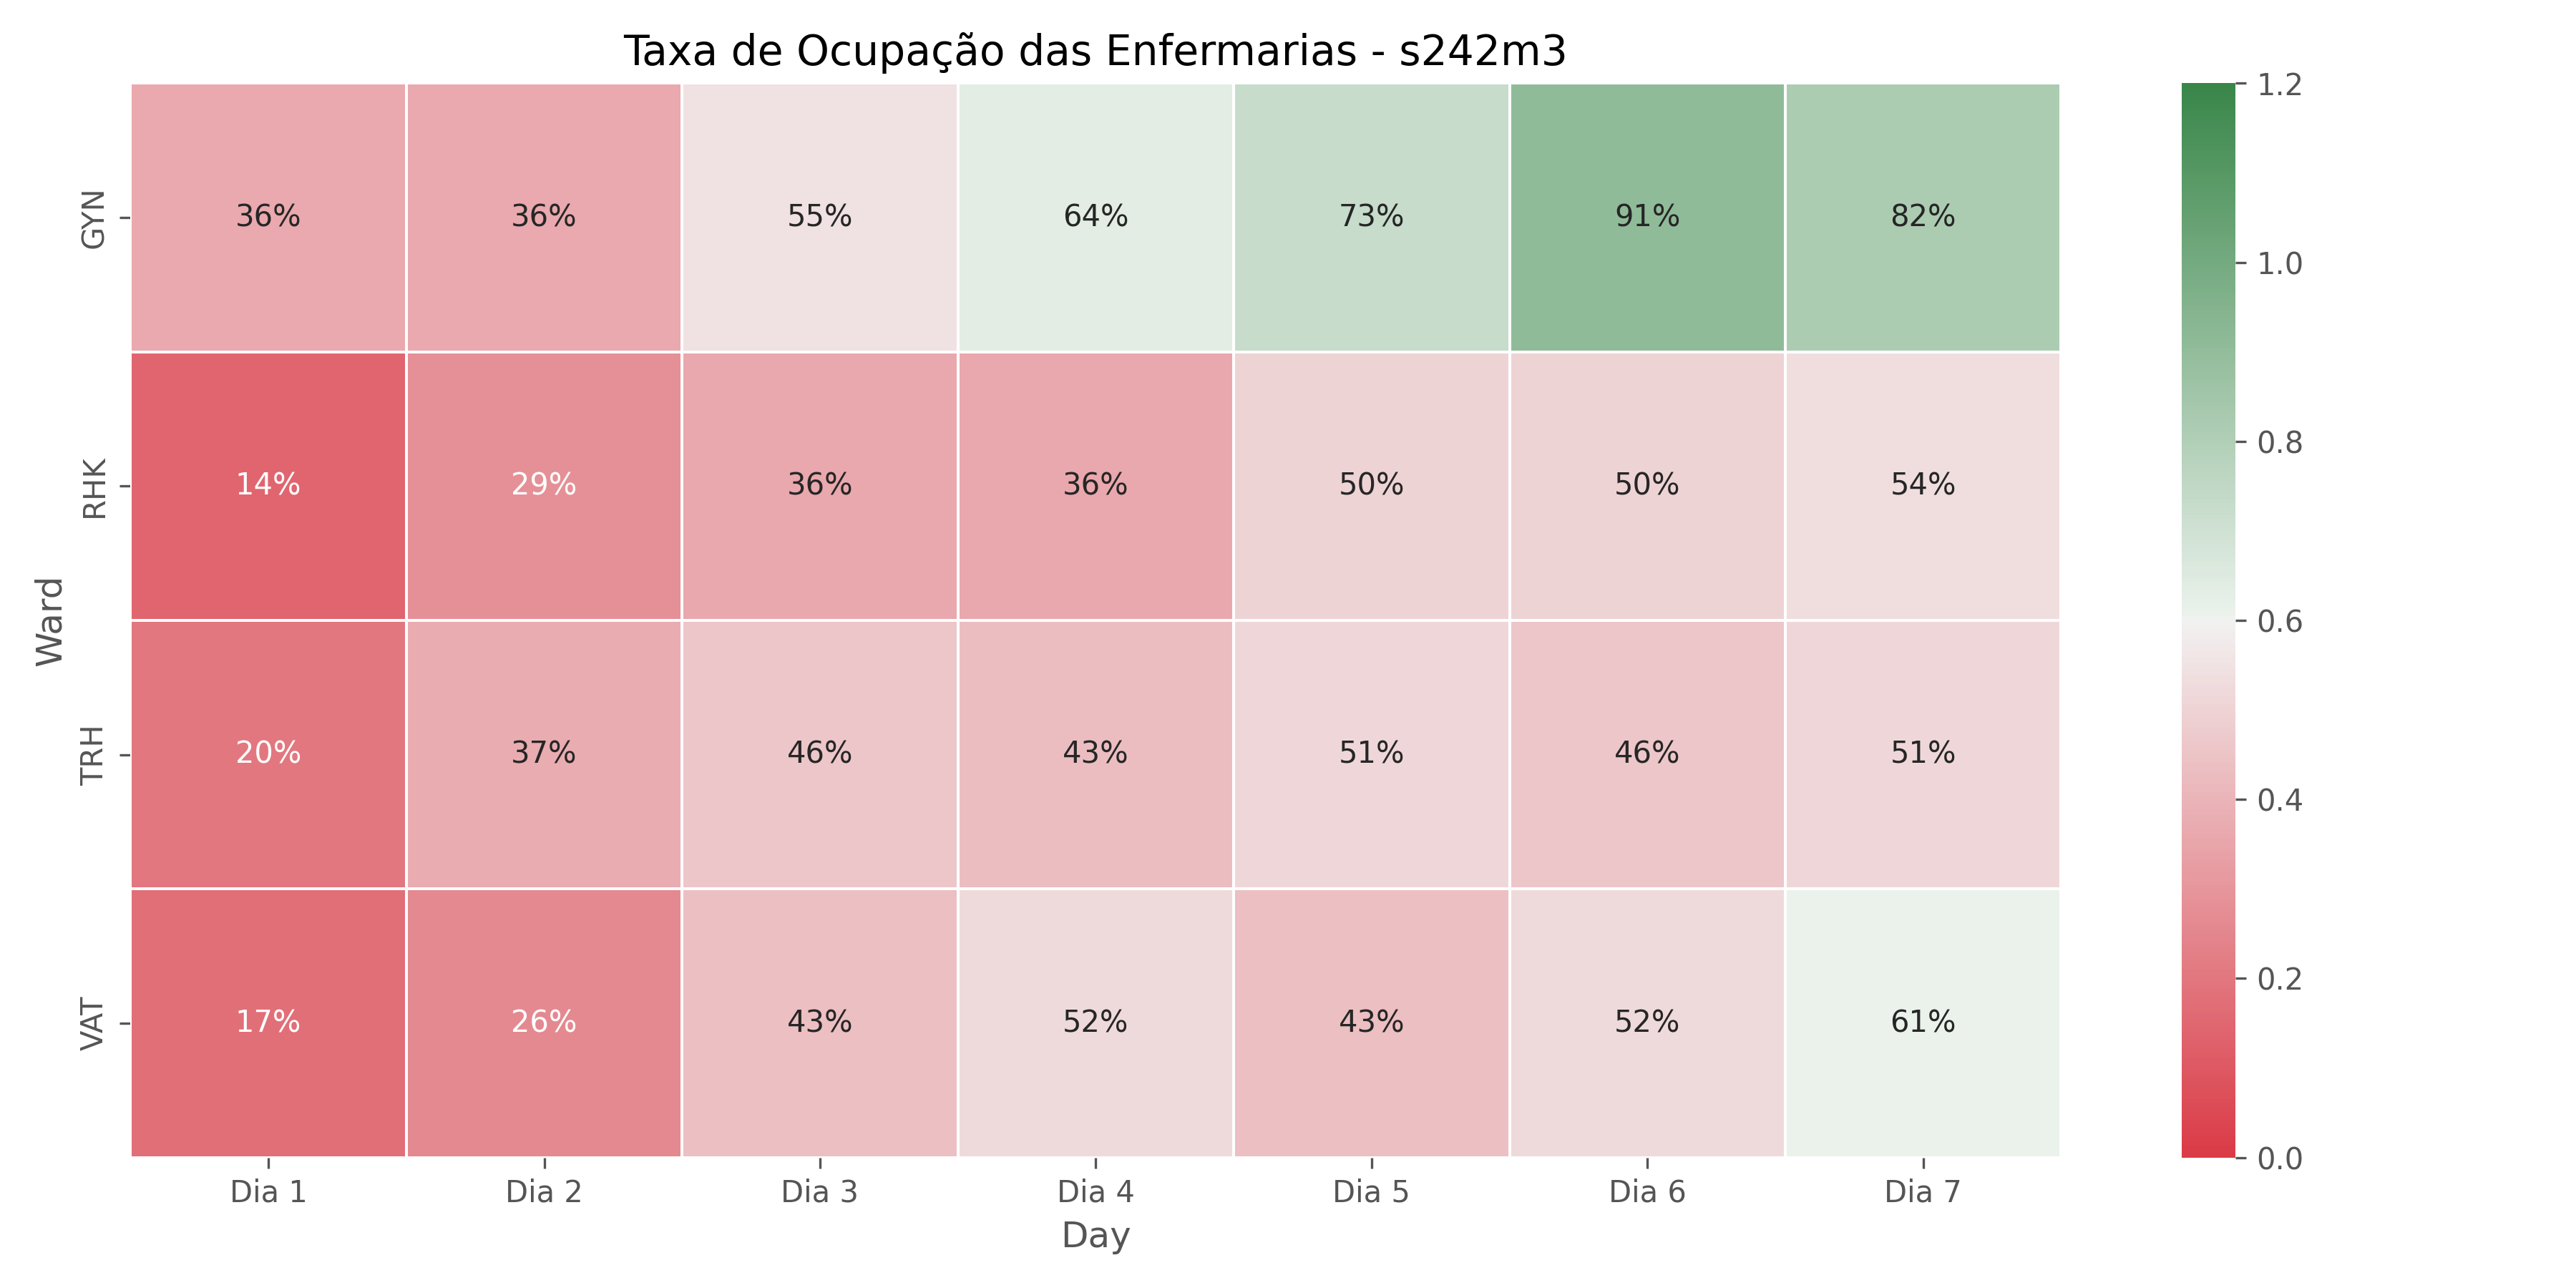 Taxa de Ocupação das Enfermarias - s242m3
GYN 36% 36% 55% 64% 73% 91% 82%
RHK 14% 29% 36% 36% 50% 50% 54%
TRH 20% 37% 46% 43% 51% 46% 51%
VAT 17% 26% 43% 52% 43% 52% 61%
Ward
Dia 1 Dia 2 Dia 3 Dia 4 Dia 5 Dia 6 Dia 7
Day
1.2
1.0
0.8
0.6
0.4
0.2
0.0